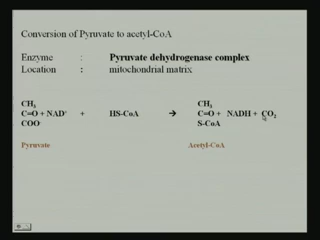 Conversion of Pyruvate to acetyl-CoA
Enzyme : Pyruvate dehydrogenase complex
Location : mitochondrial matrix
CH3 CH3
C=O + NAD+ + HS-CoA → C=O + NADH + CO2
COO- S-CoA
Pyruvate Acetyl-CoA